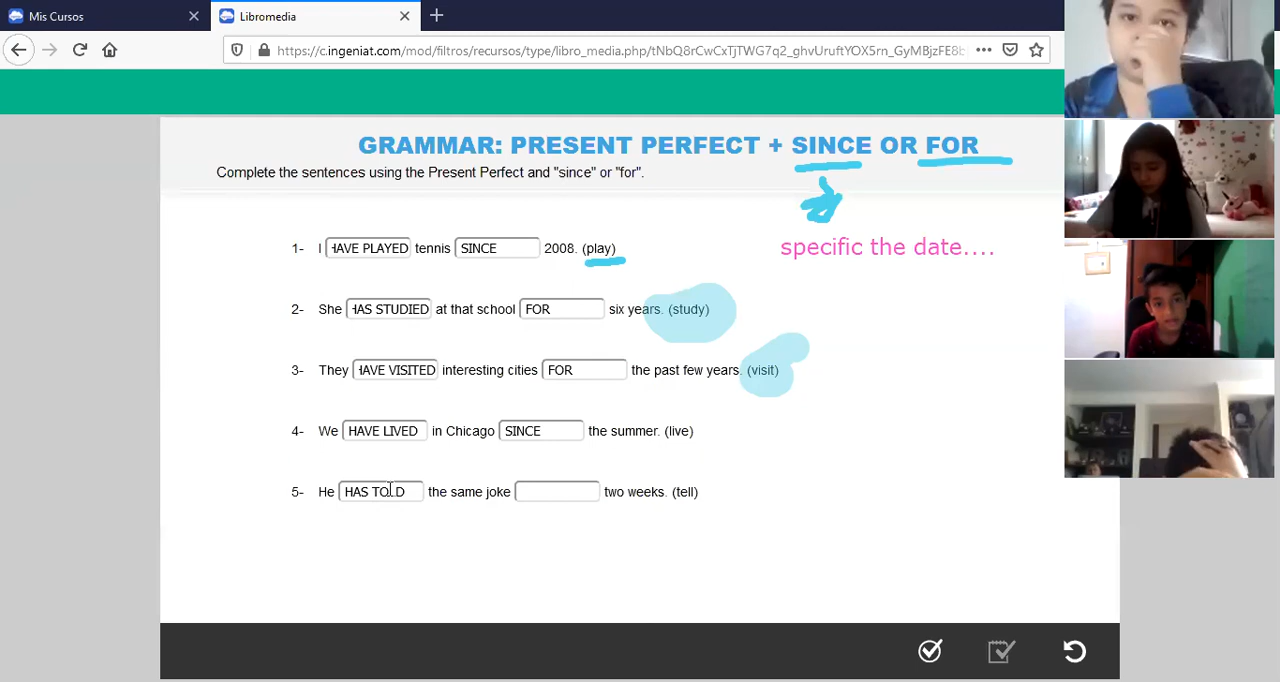 Mis Cursos
Libromedia
https://c.ingeniat.com/mod/filtros/recursos/type/libro_media.php/tNbQ8rCwCxTjTWG7q2_ghvUruftYOX5rn_GyMBjzFE8b
GRAMMAR: PRESENT PERFECT + SINCE OR FOR
Complete the sentences using the Present Perfect and "since" or "for".
specific the date....
1- I HAVE PLAYED tennis SINCE 2008. (play)
2- She HAS STUDIED at that school FOR six years. (study)
3- They HAVE VISITED interesting cities FOR the past few years. (visit)
4- We HAVE LIVED in Chicago SINCE the summer. (live)
5- He HAS TOLD the same joke two weeks. (tell)